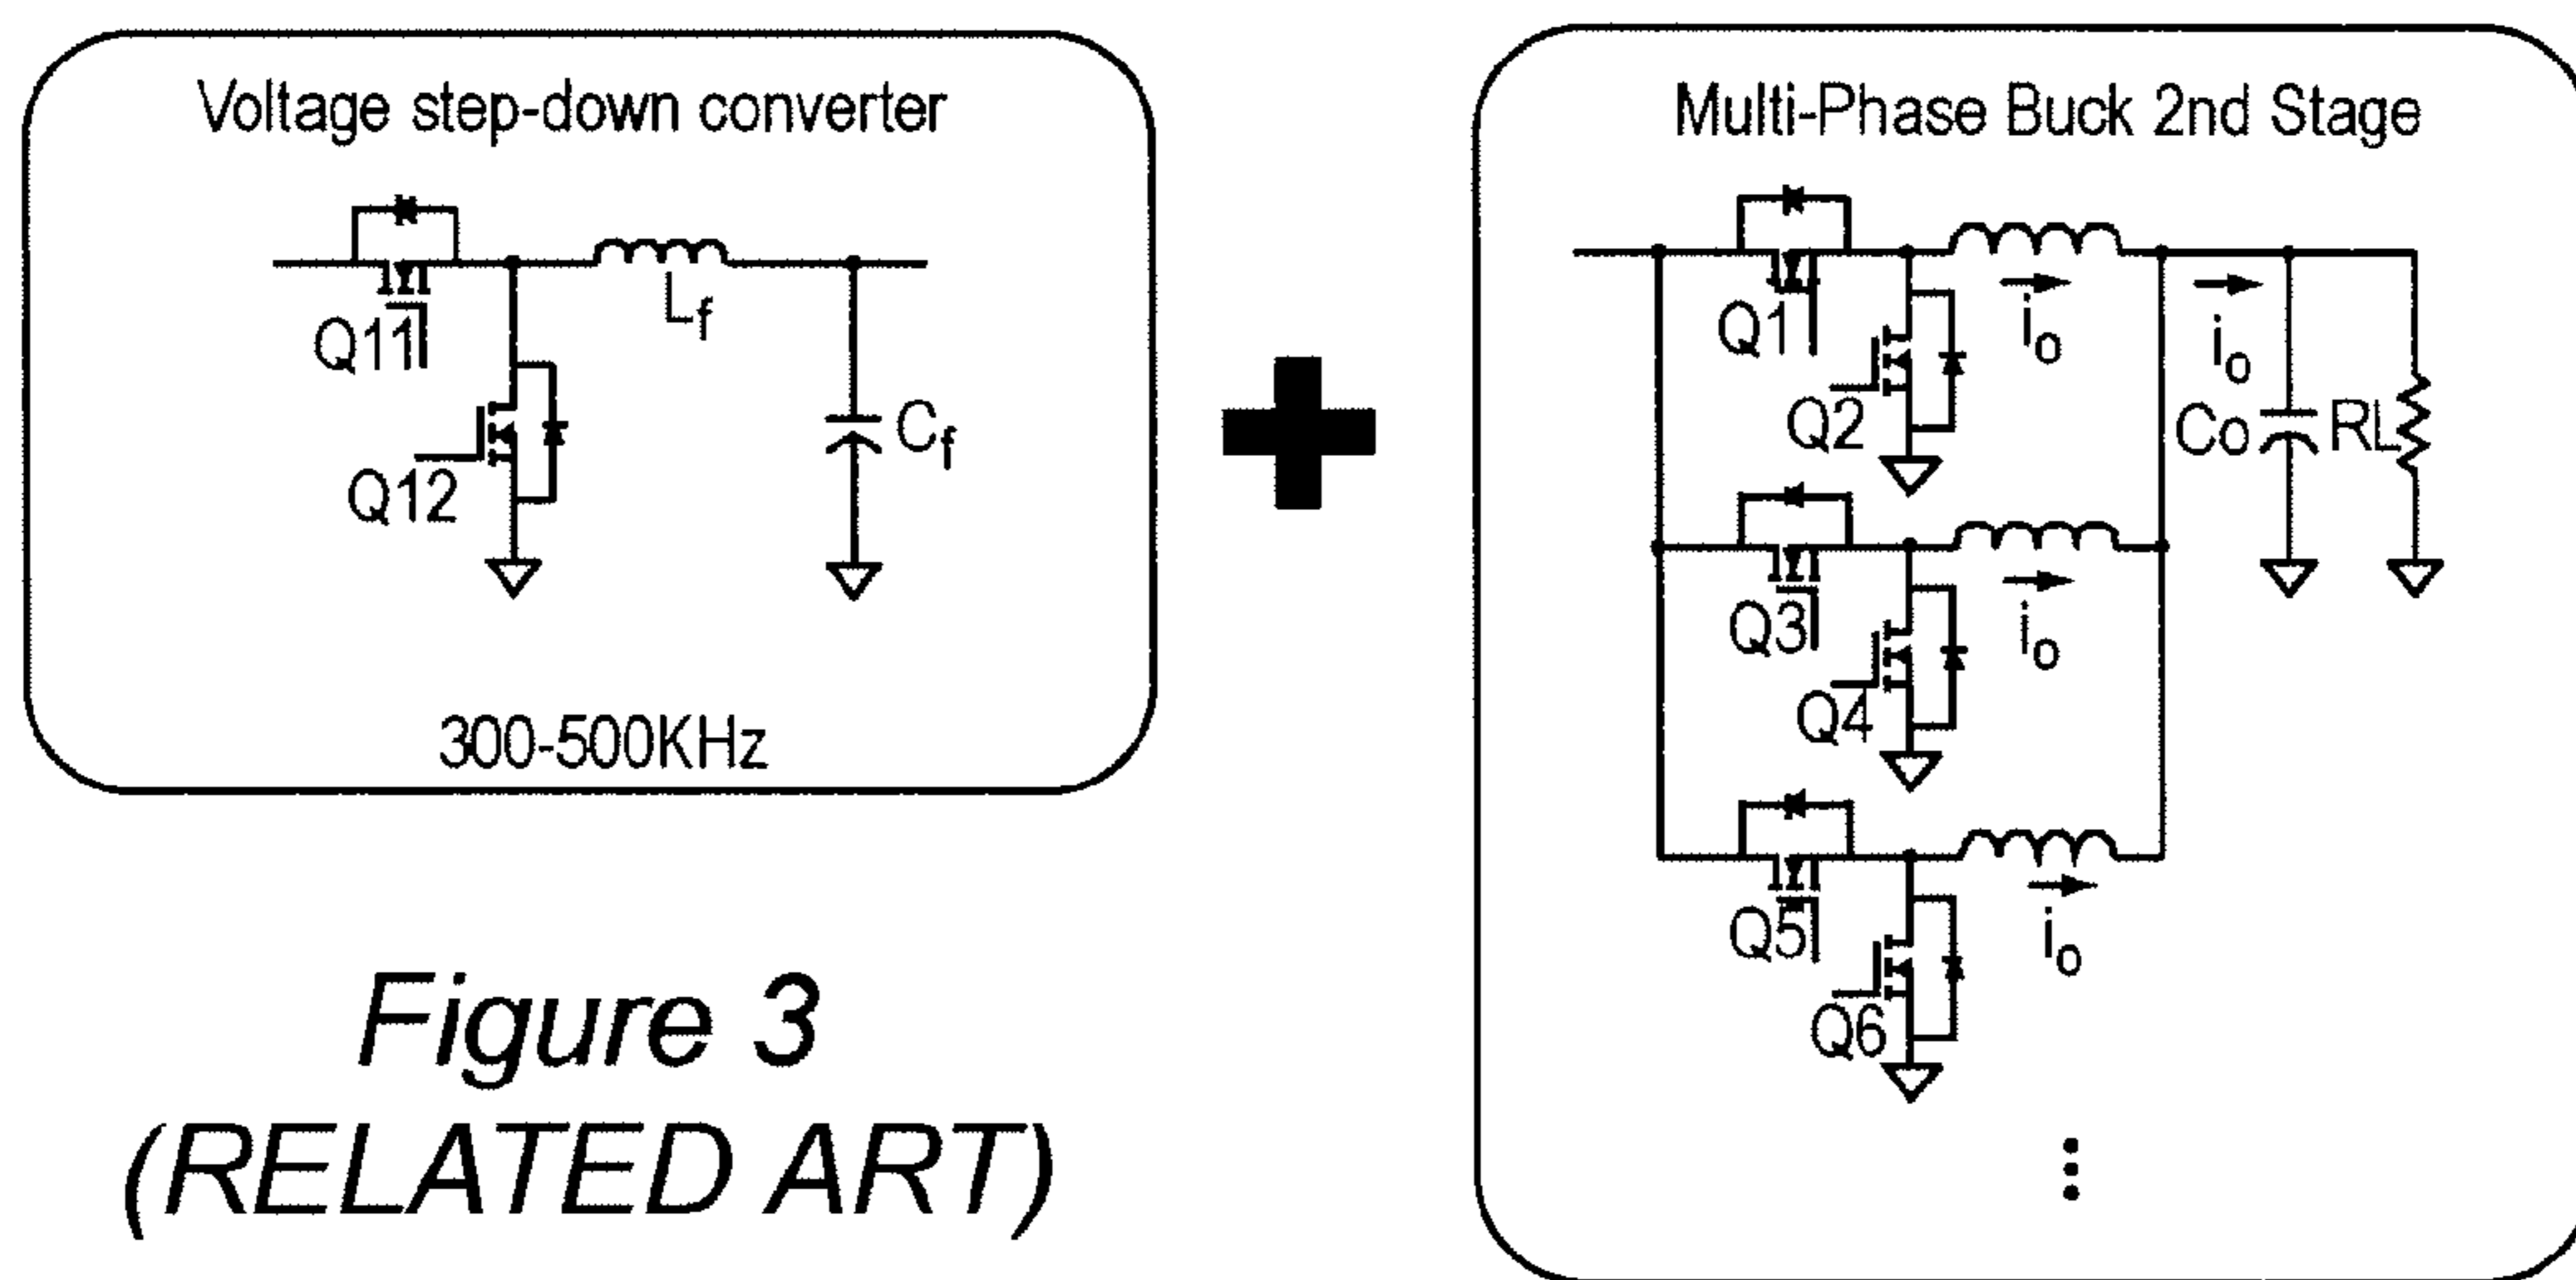 Voltage step-down converter
Q11
Lf
Q12
Cf
300-500KHz
Multi-Phase Buck 2nd Stage
Q1
io
io
Q2
Co
RL
Q3
io
Q4
Q5
io
Q6
Figure 3
(RELATED ART)